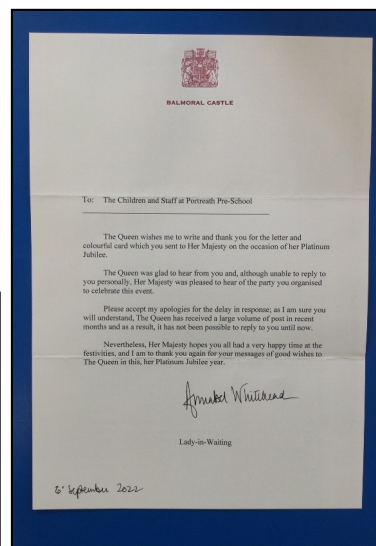 BALMORAL CASTLE
To: The Children and Staff at Portreath Pre-School
The Queen wishes me to write and thank you for the letter and
colourful card which you sent to Her Majesty on the occasion of her Platinum
Jubilee.
The Queen was glad to hear from you and, although unable to reply to
you personally, Her Majesty was pleased to hear of the party you organised
to celebrate this event.
Please accept my apologies for the delay in response; as I am sure you
will understand, The Queen has received a large volume of post in recent
months and as a result, it has not been possible to reply to you until now.
Nevertheless, Her Majesty hopes you all had a very happy time at the
festivities, and I am to thank you again for your messages of good wishes to
The Queen in this, her Platinum Jubilee year.
Annabel Whitehead
Lady-in-Waiting
6th September 2022